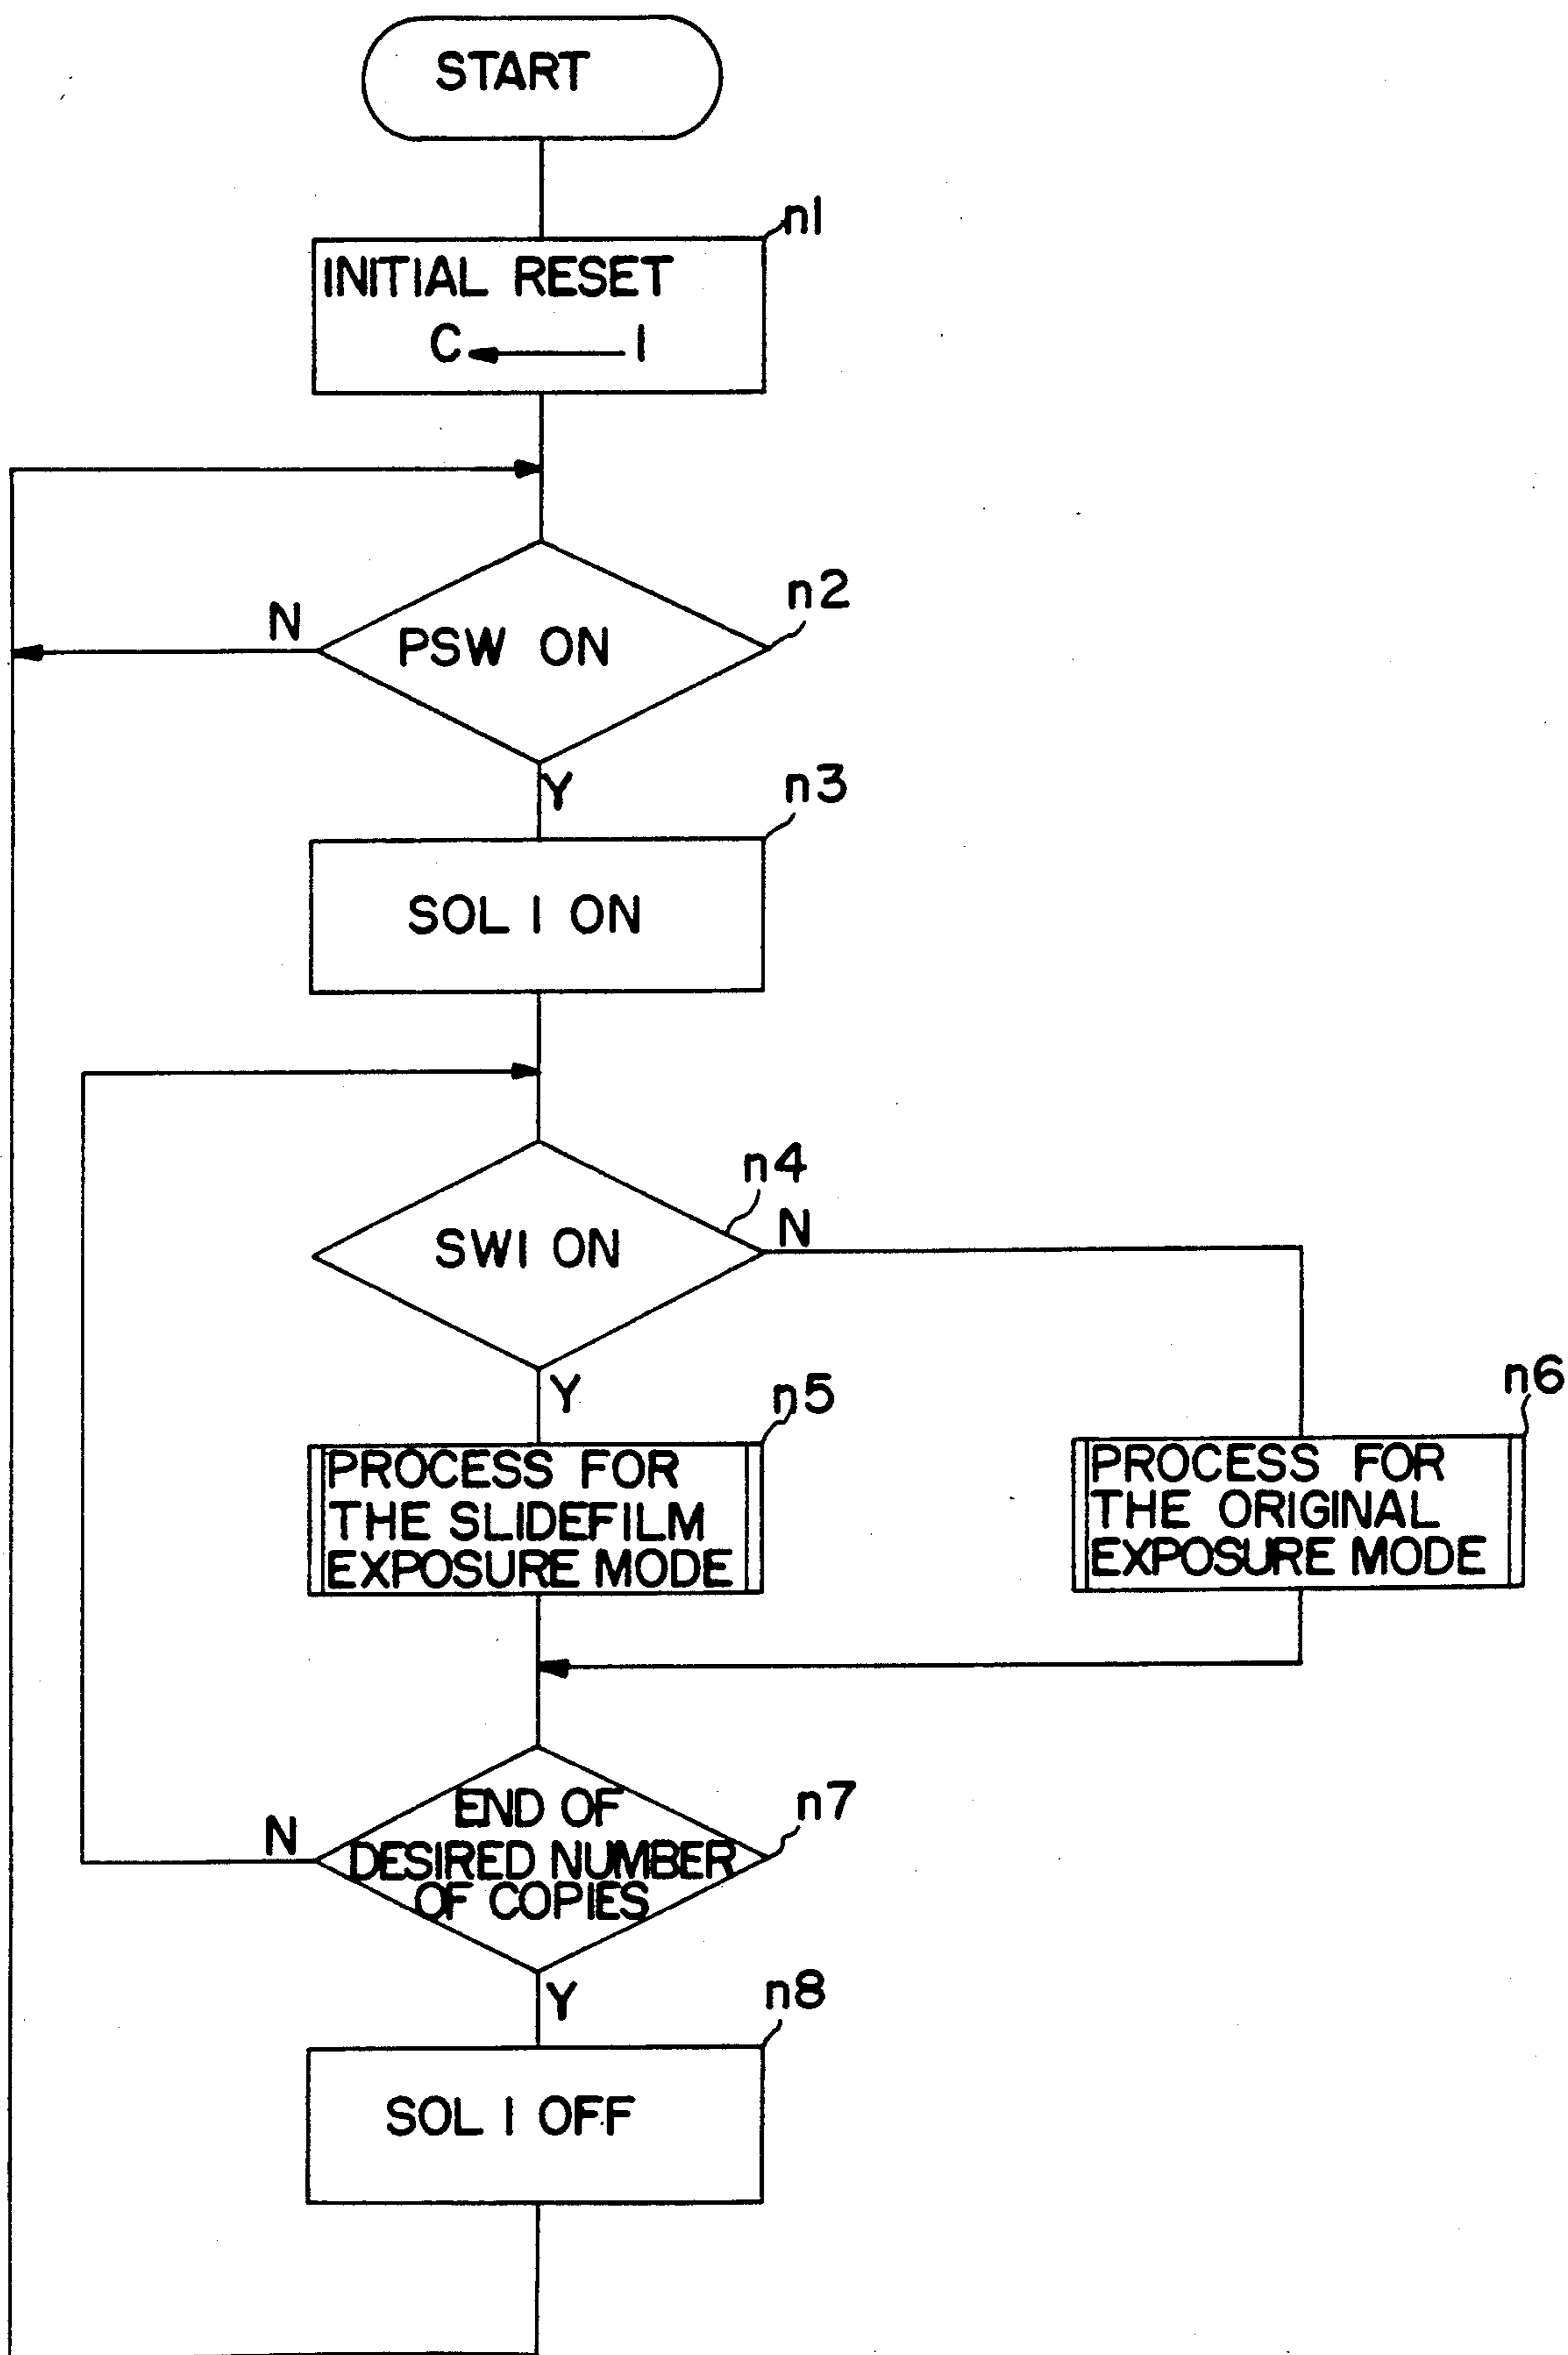 START
n1
INITIAL RESET
C ← 1
n2
N
PSW ON
Y
n3
SOL 1 ON
n4
N
SW1 ON
Y
n5
n6
PROCESS FOR
THE SLIDEFILM
EXPOSURE MODE
PROCESS FOR
THE ORIGINAL
EXPOSURE MODE
n7
N
END OF
DESIRED NUMBER
OF COPIES
Y
n8
SOL 1 OFF